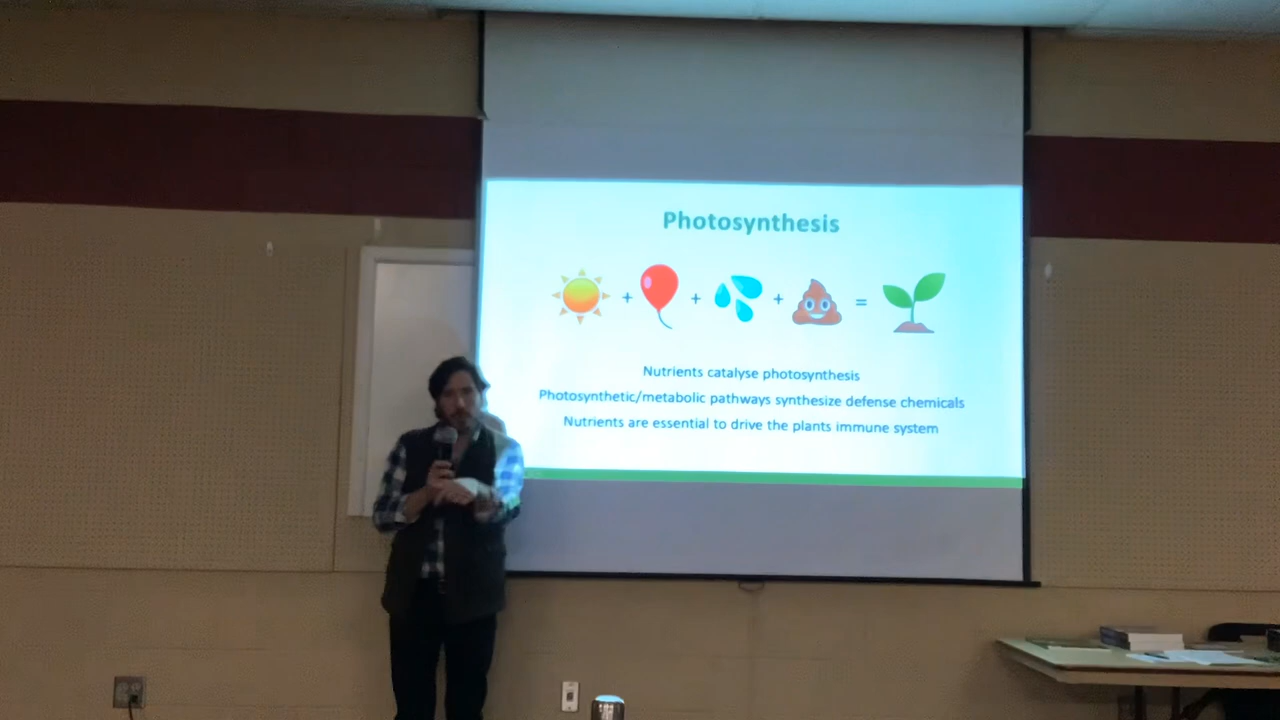 Photosynthesis
+ + + =
Nutrients catalyse photosynthesis
Photosynthetic/metabolic pathways synthesize defense chemicals
Nutrients are essential to drive the plants immune system